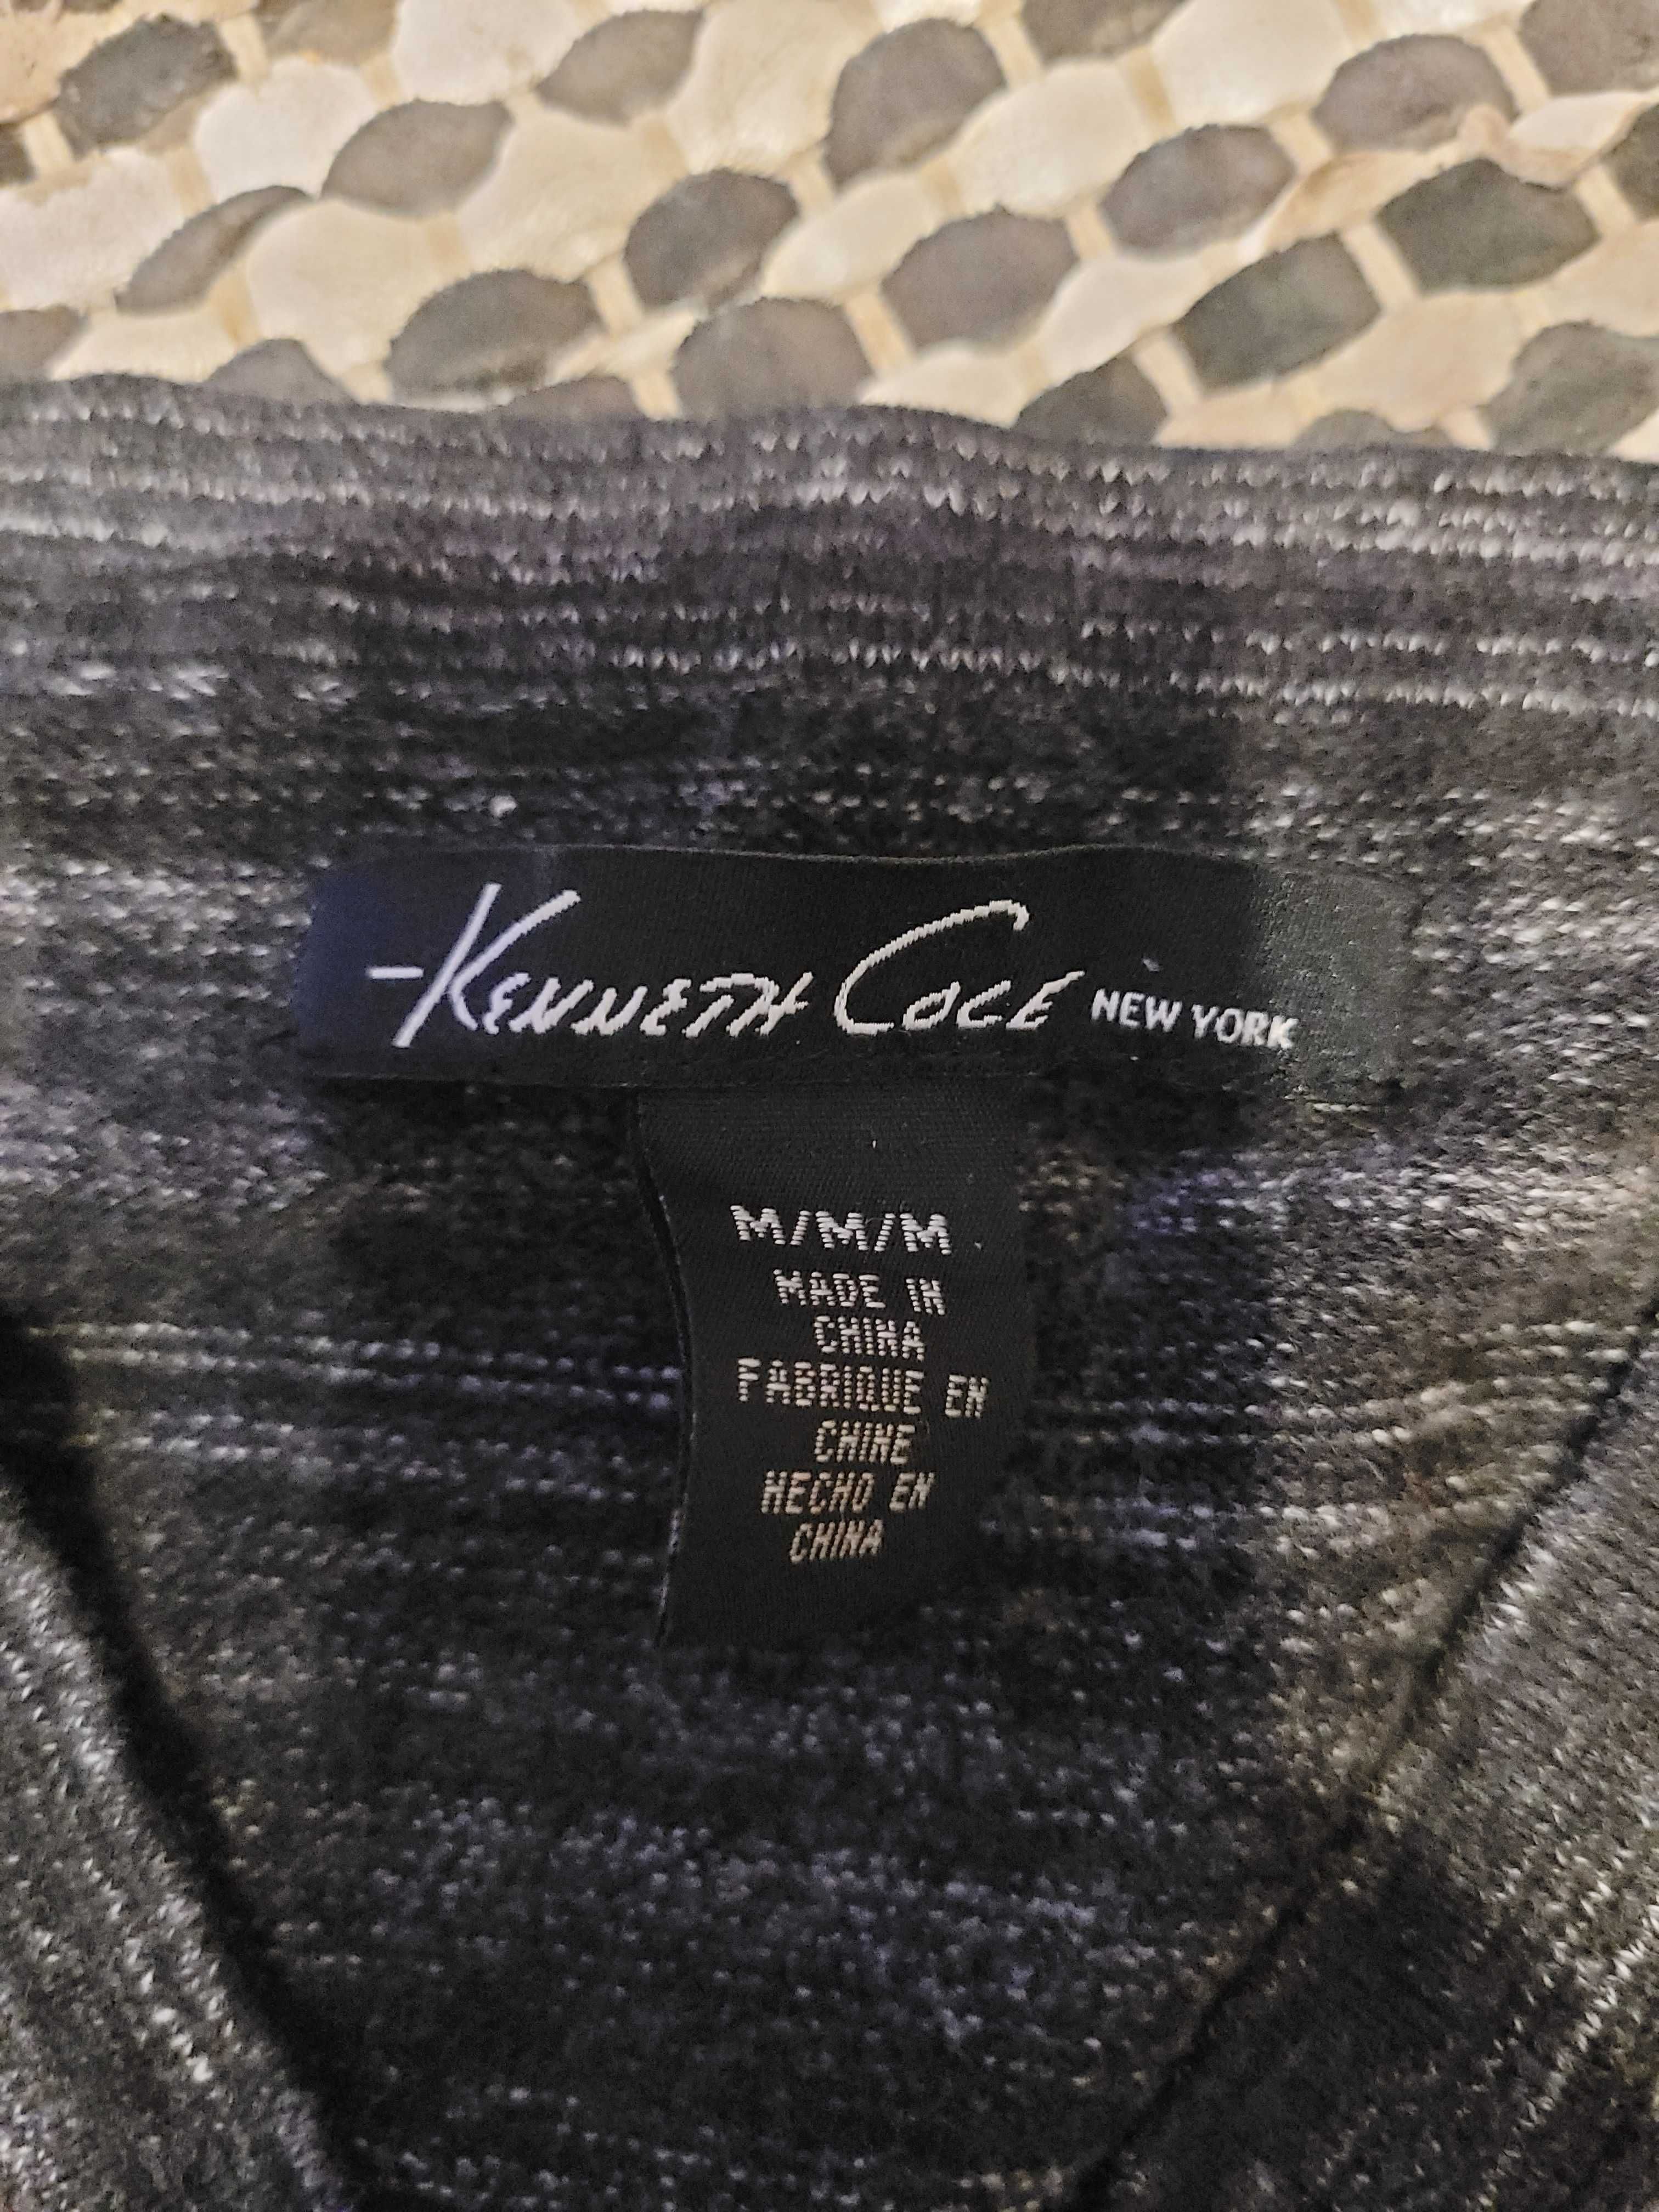 Kenneth Cole NEW YORK
M/M/M
MADE IN
CHINA
FABRIQUE EN
CHINE
HECHO EN
CHINA